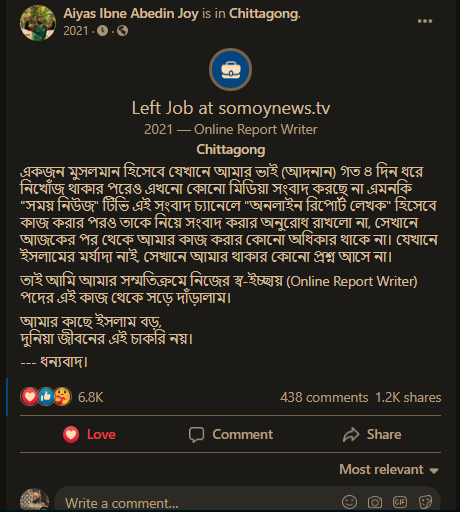 Aiyas Ibne Abedin Joy is in Chittagong.
2021 ·
Left Job at somoynews.tv
2021 — Online Report Writer
Chittagong
একজন মুসলমান হিসেবে যেখানে আমার ভাই (আদনান) গত ৪ দিন ধরে
নিখোঁজ থাকার পরেও এখনো কোনো মিডিয়া সংবাদ করছে না এমনকি
"সময় নিউজ" টিভি এই সংবাদ চ্যানেলে "অনলাইন রিপোর্ট লেখক" হিসেবে
কাজ করার পরও তাকে নিয়ে সংবাদ করার অনুরোধ রাখলো না, সেখানে
আজকের পর থেকে আমার কাজ করার কোনো অধিকার থাকে না। যেখানে
ইসলামের মর্যাদা নাই, সেখানে আমার থাকার কোনো প্রশ্ন আসে না।
তাই আমি আমার সম্মতিক্রমে নিজের স্ব-ইচ্ছায় (Online Report Writer)
পদের এই কাজ থেকে সড়ে দাঁড়ালাম।
আমার কাছে ইসলাম বড়,
দুনিয়া জীবনের এই চাকরি নয়।
--- ধন্যবাদ।
6.8K 438 comments 1.2K shares
Love Comment Share
Most relevant
Write a comment...
GIF